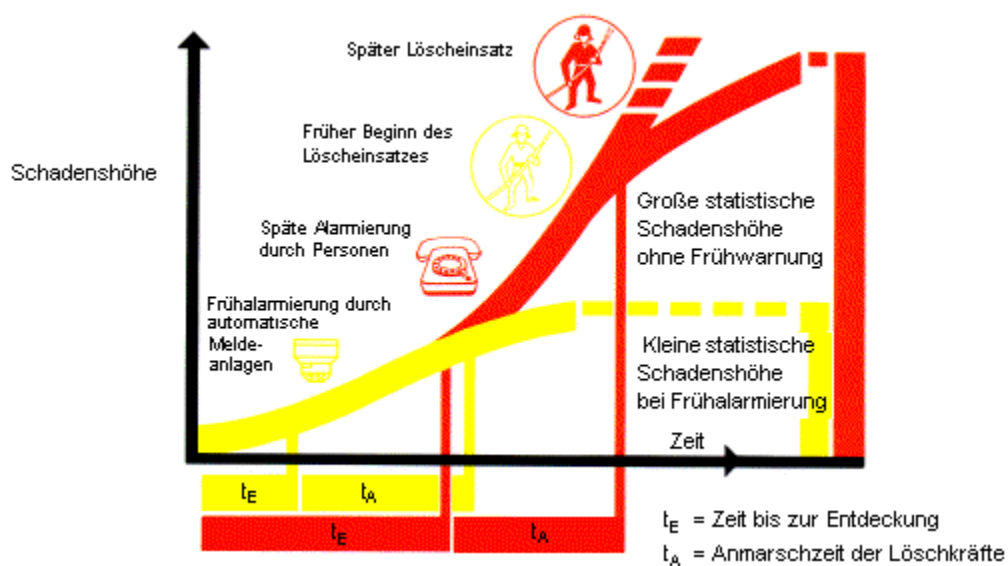 Später Löscheinsatz
Früher Beginn des
Löscheinsatzes
Schadenshöhe
Große statistische
Schadenshöhe
ohne Frühwarnung
Späte Alarmierung
durch Personen
Frühalarmierung durch
automatische
Melde-
anlagen
Kleine statistische
Schadenshöhe
bei Frühalarmierung
Zeit
tE tA
tE tA
tE = Zeit bis zur Entdeckung
tA = Anmarschzeit der Löschkräfte